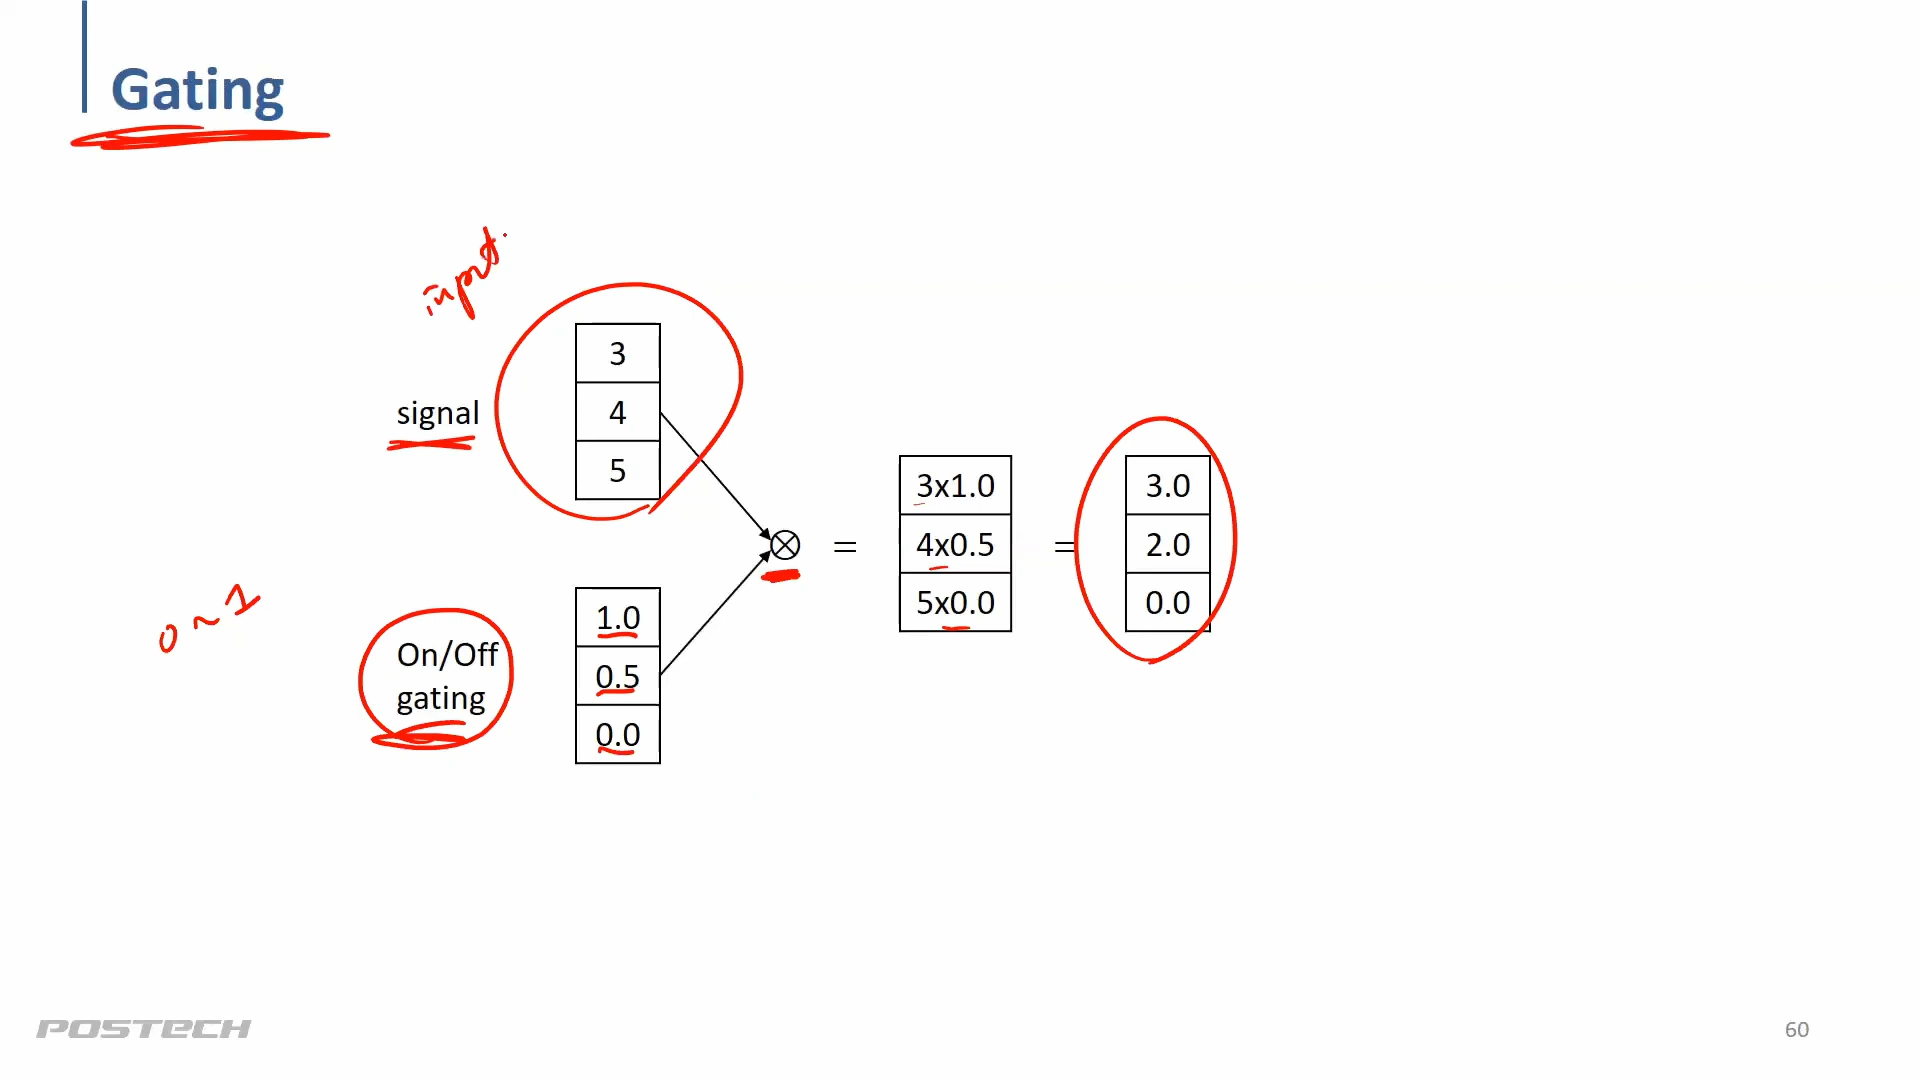 Gating
input
signal
3
4
5
0 ~ 1
On/Off
gating
1.0
0.5
0.0
⊗
=
3x1.0
4x0.5
5x0.0
=
3.0
2.0
0.0
POSTECH
60